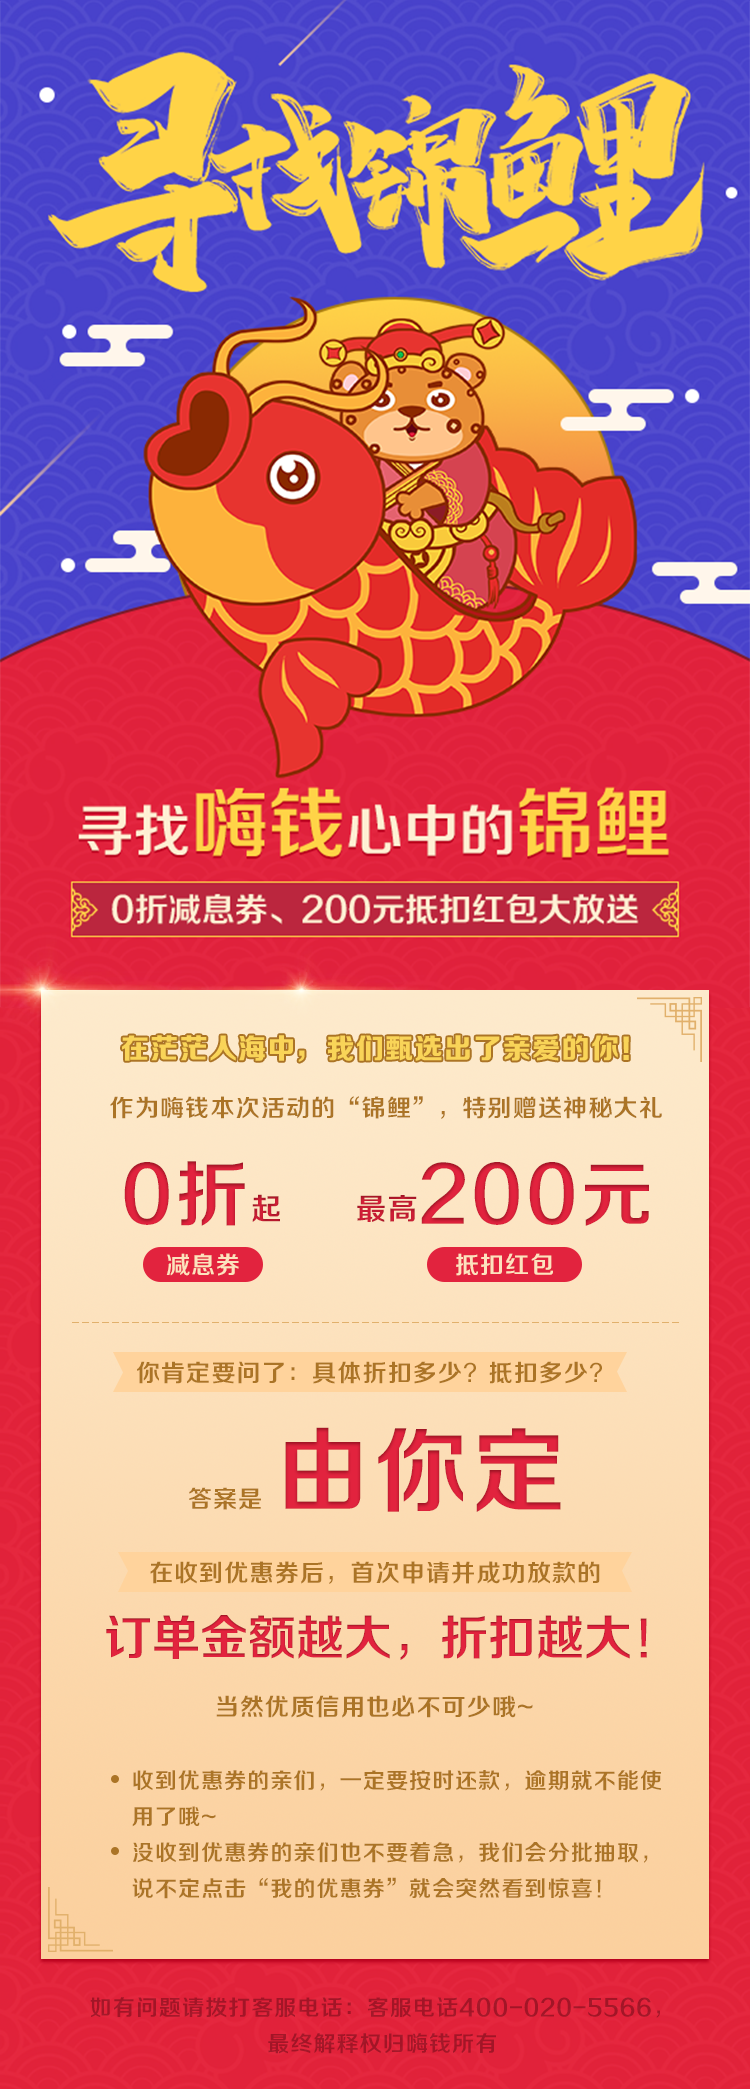 寻找锦鲤
寻找嗨钱心中的锦鲤
0折减息券、200元抵扣红包大放送
在茫茫人海中，我们甄选出了亲爱的你！
作为嗨钱本次活动的“锦鲤”，特别赠送神秘大礼
0折起 最高200元
减息券 抵扣红包
你肯定要问了：具体折扣多少？抵扣多少？
答案是 由你定
在收到优惠券后，首次申请并成功放款的
订单金额越大，折扣越大！
当然优质信用也必不可少哦~
• 收到优惠券的亲们，一定要按时还款，逾期就不能使
用了哦~
• 没收到优惠券的亲们也不要着急，我们会分批抽取，
说不定点击“我的优惠券”就会突然看到惊喜！
如有问题请拨打客服电话：客服电话400-020-5566，
最终解释权归嗨钱所有